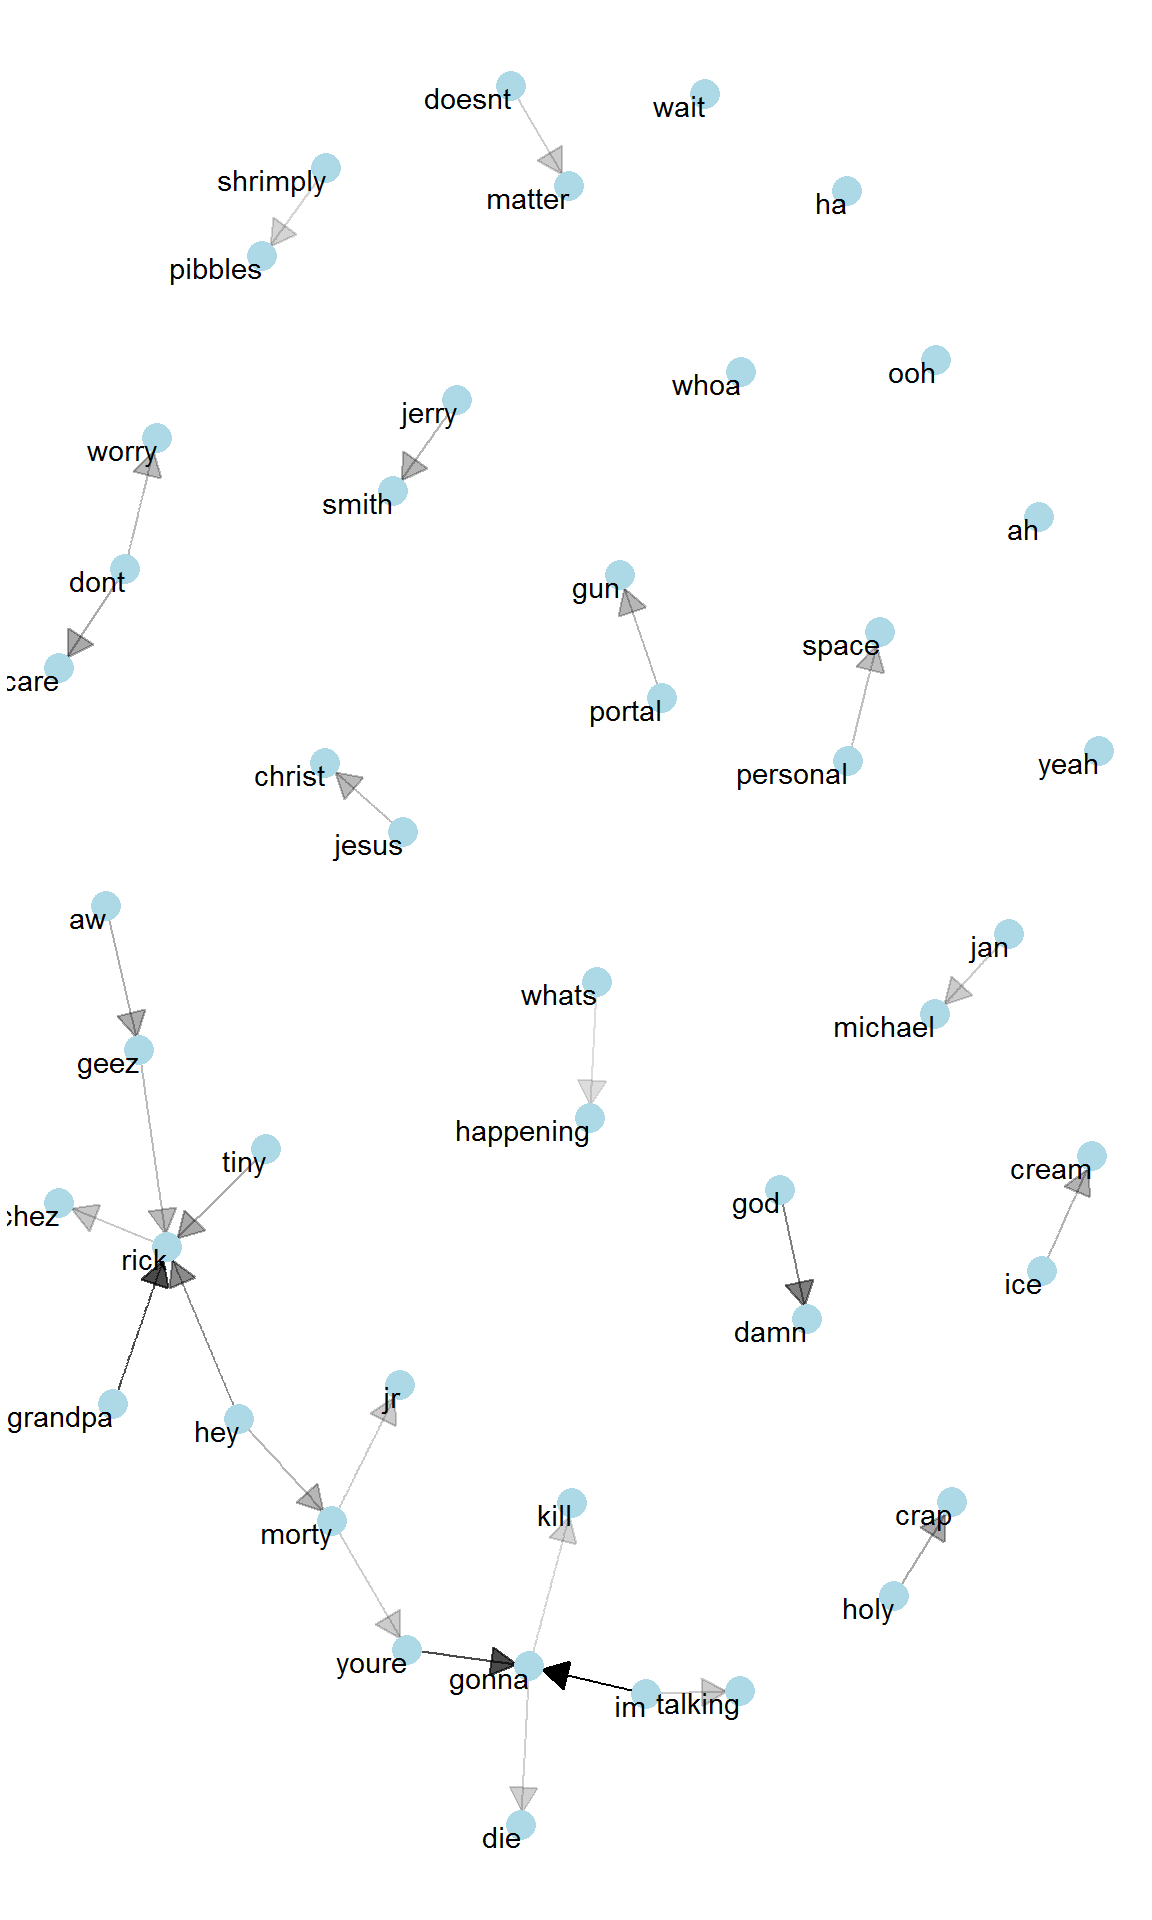 doesnt
wait
shrimply
matter
ha
pibbles
whoa
ooh
jerry
worry
smith
ah
dont
gun
space
care
portal
personal
yeah
christ
jesus
aw
jan
whats
michael
geez
happening
tiny
cream
god
chez
rick
ice
damn
jr
grandpa
hey
kill
crap
morty
holy
youre
gonna
im
talking
die